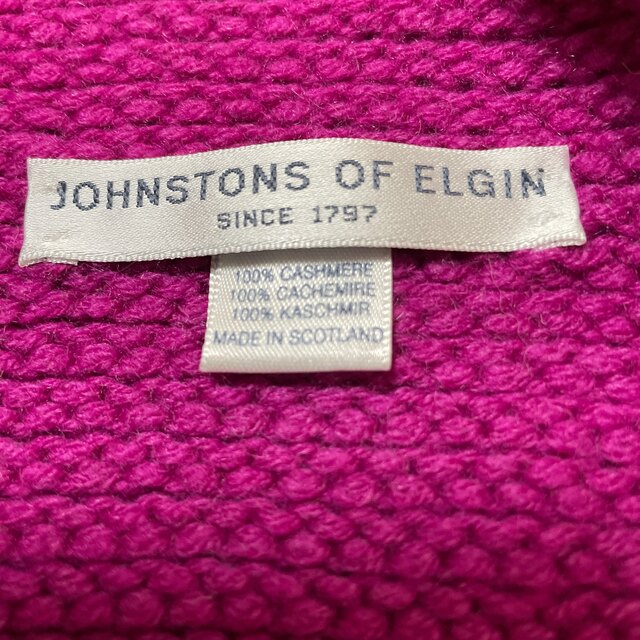 JOHNSTONS OF ELGIN
SINCE 1797
100% CASHMERE
100% CACHEMIRE
100% KASCHMIR
MADE IN SCOTLAND